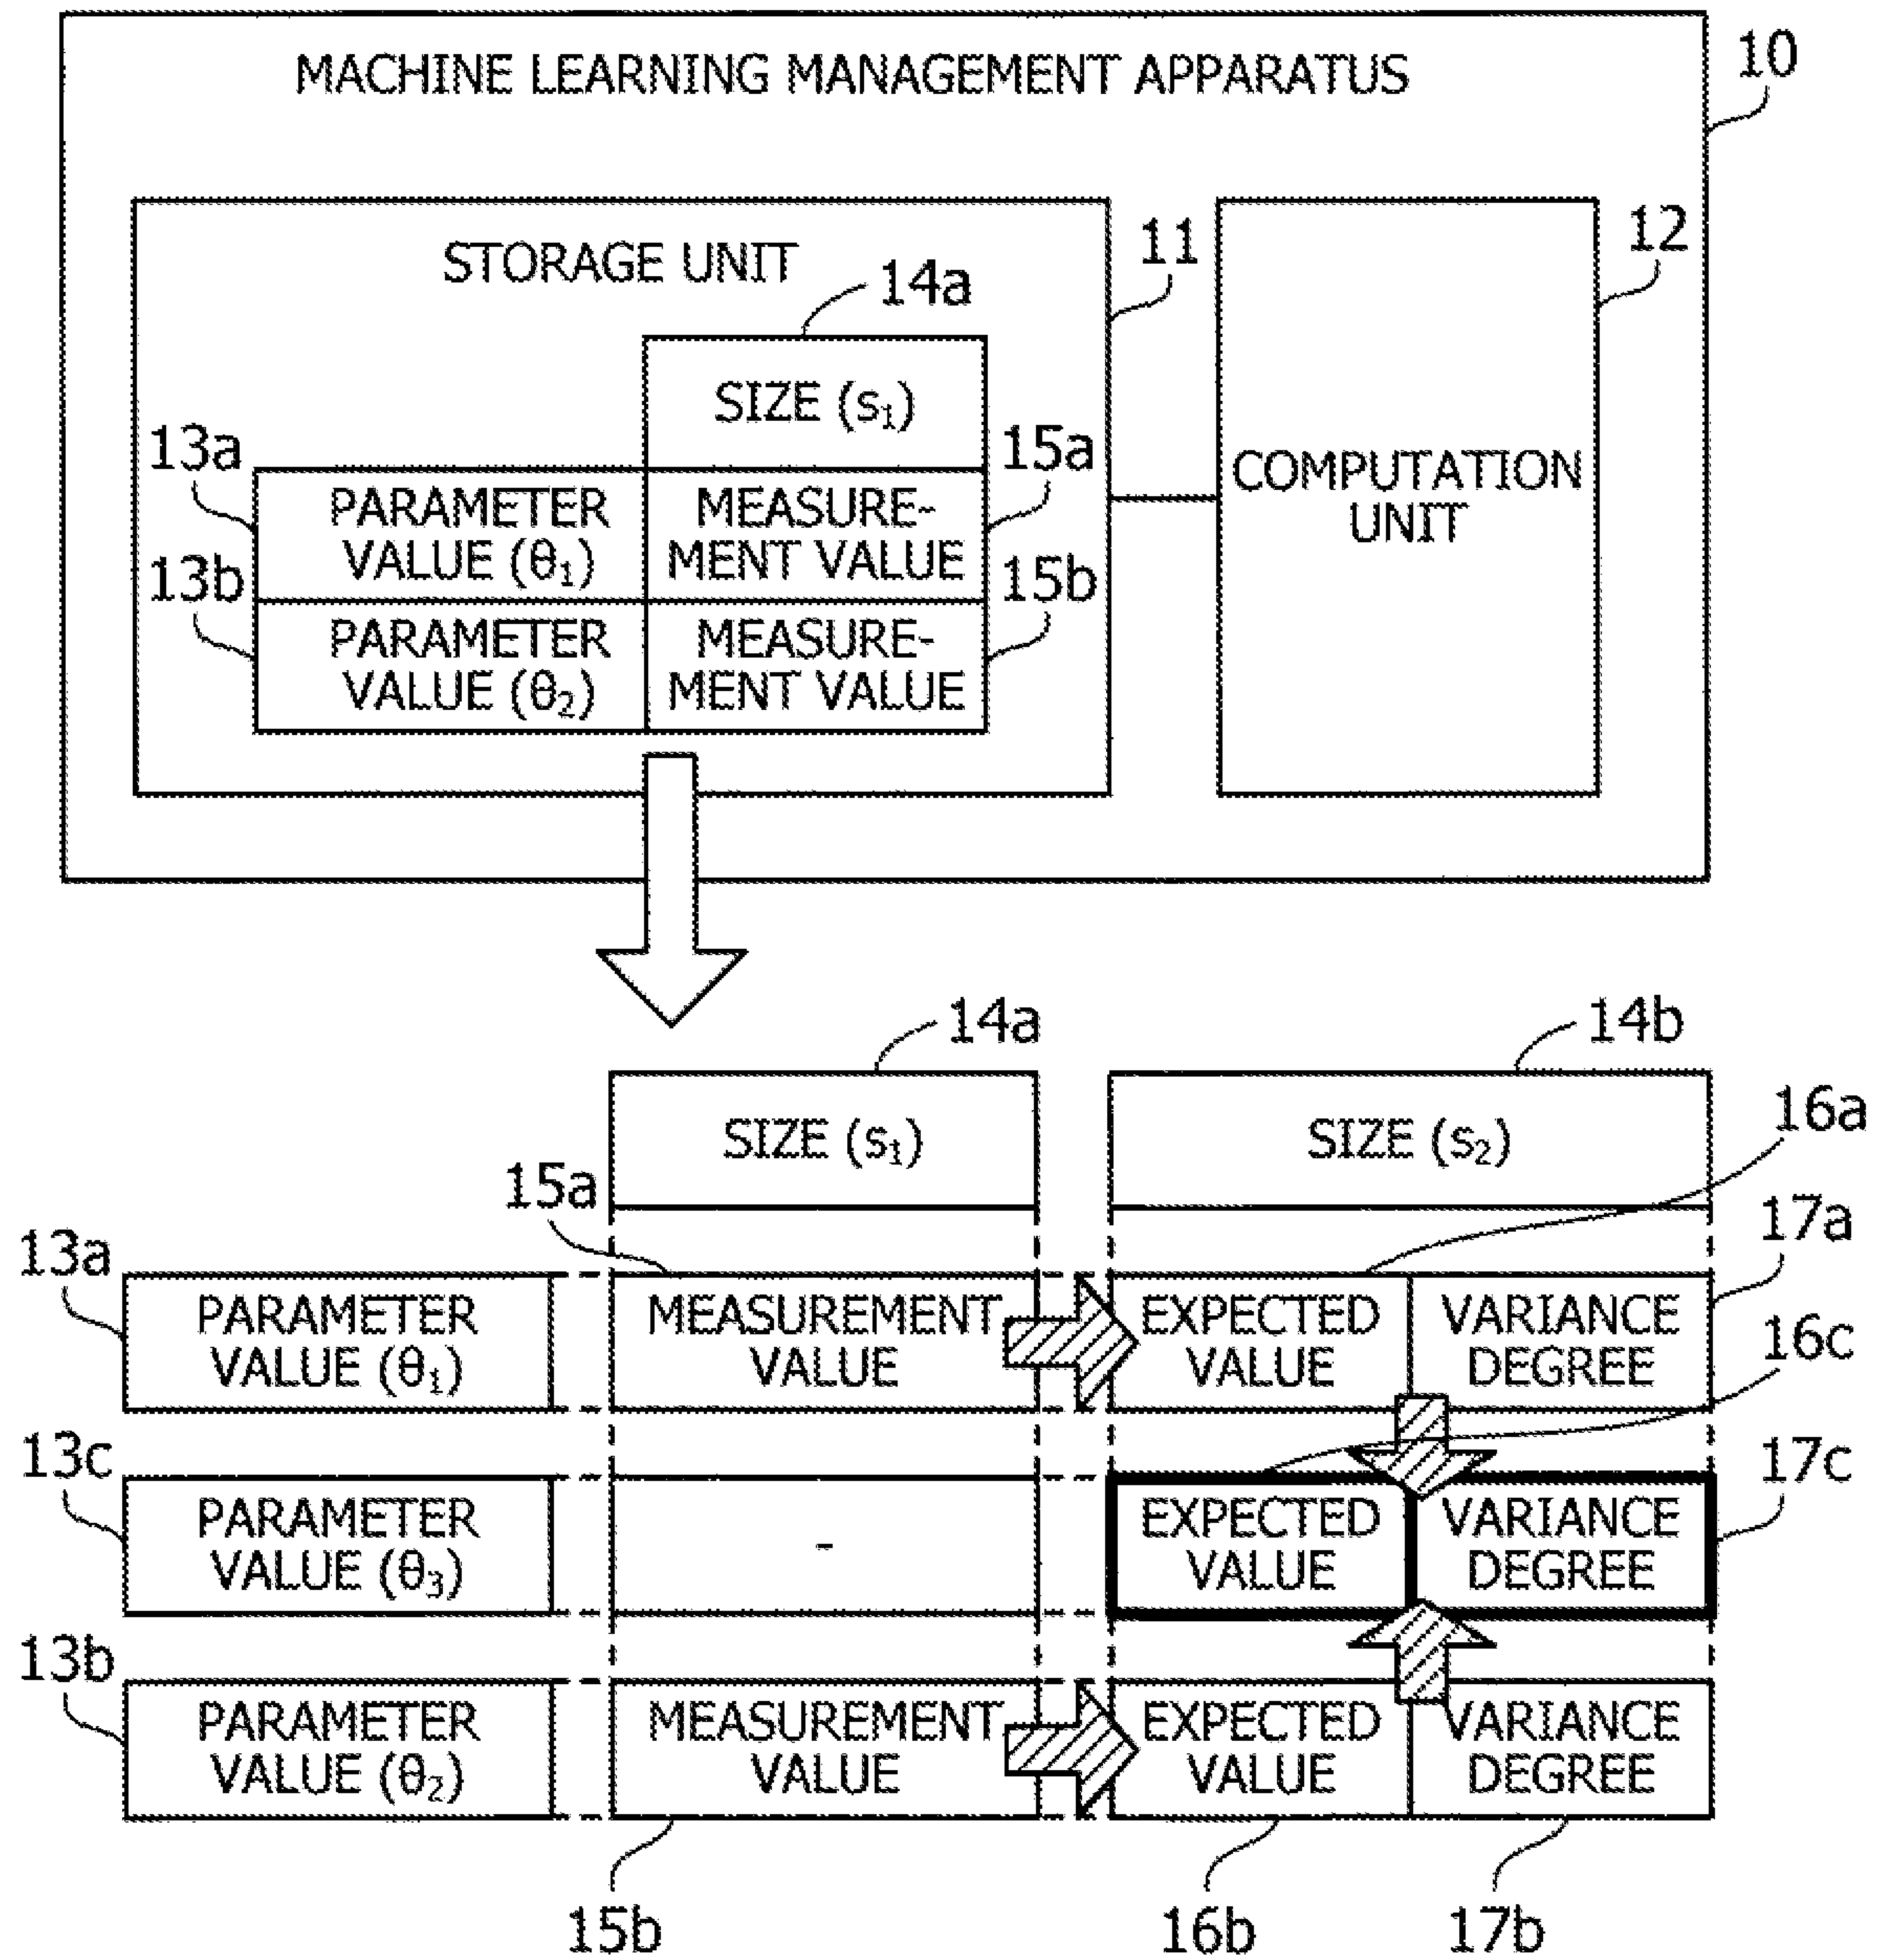 MACHINE LEARNING MANAGEMENT APPARATUS
10
STORAGE UNIT
11
12
14a
SIZE (s₁)
13a
15a
PARAMETER
VALUE (θ₁)
MEASURE-
MENT VALUE
COMPUTATION
UNIT
13b
15b
PARAMETER
VALUE (θ₂)
MEASURE-
MENT VALUE
14a
14b
SIZE (s₁)
SIZE (s₂)
16a
15a
17a
13a
PARAMETER
VALUE (θ₁)
MEASUREMENT
VALUE
EXPECTED
VALUE
VARIANCE
DEGREE
16c
13c
17c
PARAMETER
VALUE (θ₃)
-
EXPECTED
VALUE
VARIANCE
DEGREE
13b
PARAMETER
VALUE (θ₂)
MEASUREMENT
VALUE
EXPECTED
VALUE
VARIANCE
DEGREE
15b
16b
17b